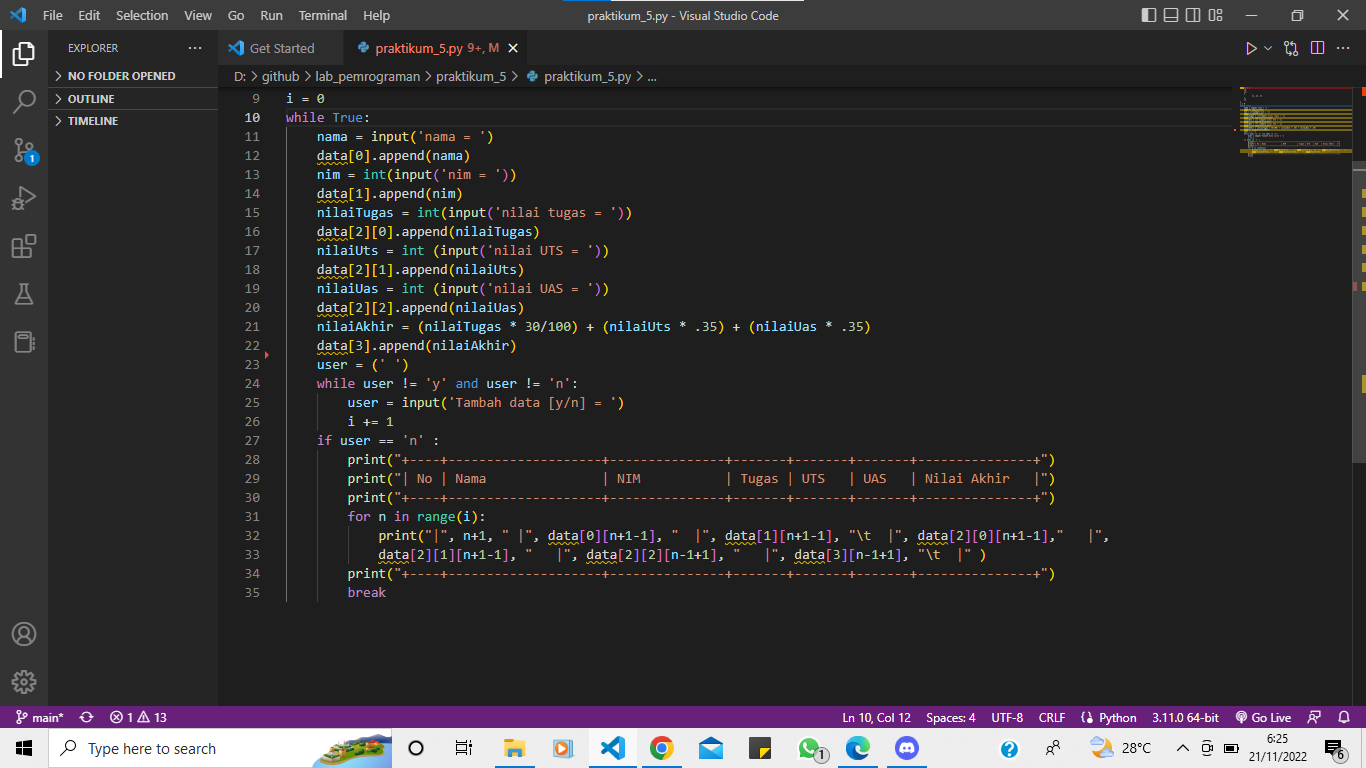 File Edit Selection View Go Run Terminal Help praktikum_5.py - Visual Studio Code
EXPLORER
Get Started praktikum_5.py 9+, M
NO FOLDER OPENED
OUTLINE
TIMELINE
D: > github > lab_pemrograman > praktikum_5 > praktikum_5.py > ...
9 i = 0
10 while True:
11 nama = input('nama = ')
12 data[0].append(nama)
13 nim = int(input('nim = '))
14 data[1].append(nim)
15 nilaiTugas = int(input('nilai tugas = '))
16 data[2][0].append(nilaiTugas)
17 nilaiUts = int (input('nilai UTS = '))
18 data[2][1].append(nilaiUts)
19 nilaiUas = int (input('nilai UAS = '))
20 data[2][2].append(nilaiUas)
21 nilaiAkhir = (nilaiTugas * 30/100) + (nilaiUts * .35) + (nilaiUas * .35)
22 data[3].append(nilaiAkhir)
23 user = (' ')
24 while user != 'y' and user != 'n':
25 user = input('Tambah data [y/n] = ')
26 i += 1
27 if user == 'n' :
28 print("+----+--------------------+---------------+-------+-------+-------+---------------+")
29 print("| No | Nama               | NIM           | Tugas | UTS   | UAS   | Nilai Akhir   |")
30 print("+----+--------------------+---------------+-------+-------+-------+---------------+")
31 for n in range(i):
32 print("|", n+1, " |", data[0][n+1-1], "  |", data[1][n+1-1], "\t  |", data[2][0][n+1-1],"   |",
33 data[2][1][n+1-1], "   |", data[2][2][n-1+1], "   |", data[3][n-1+1], "\t  |" )
34 print("+----+--------------------+---------------+-------+-------+-------+---------------+")
35 break
1
main* 1 13 Ln 10, Col 12 Spaces: 4 UTF-8 CRLF Python 3.11.0 64-bit Go Live
Type here to search 1 28°C 6:25
21/11/2022 6